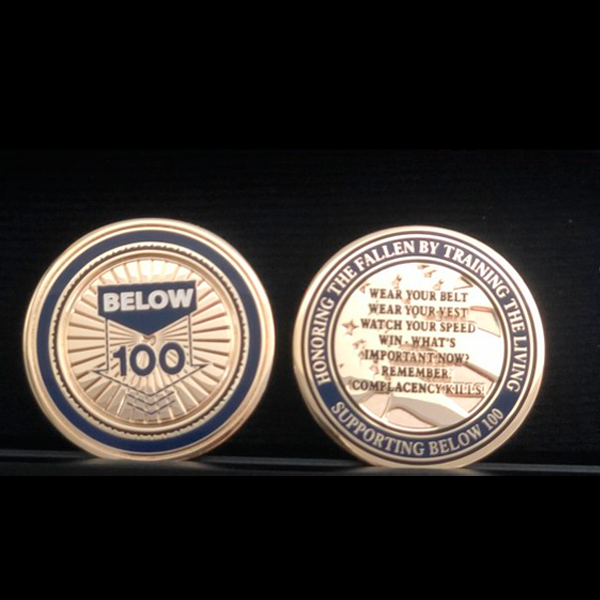 BELOW
100
HONORING THE FALLEN BY TRAINING THE LIVING
WEAR YOUR BELT
WEAR YOUR VEST
WATCH YOUR SPEED
WIN - WHAT'S
IMPORTANT NOW?
REMEMBER:
COMPLACENCY KILLS!
SUPPORTING BELOW 100